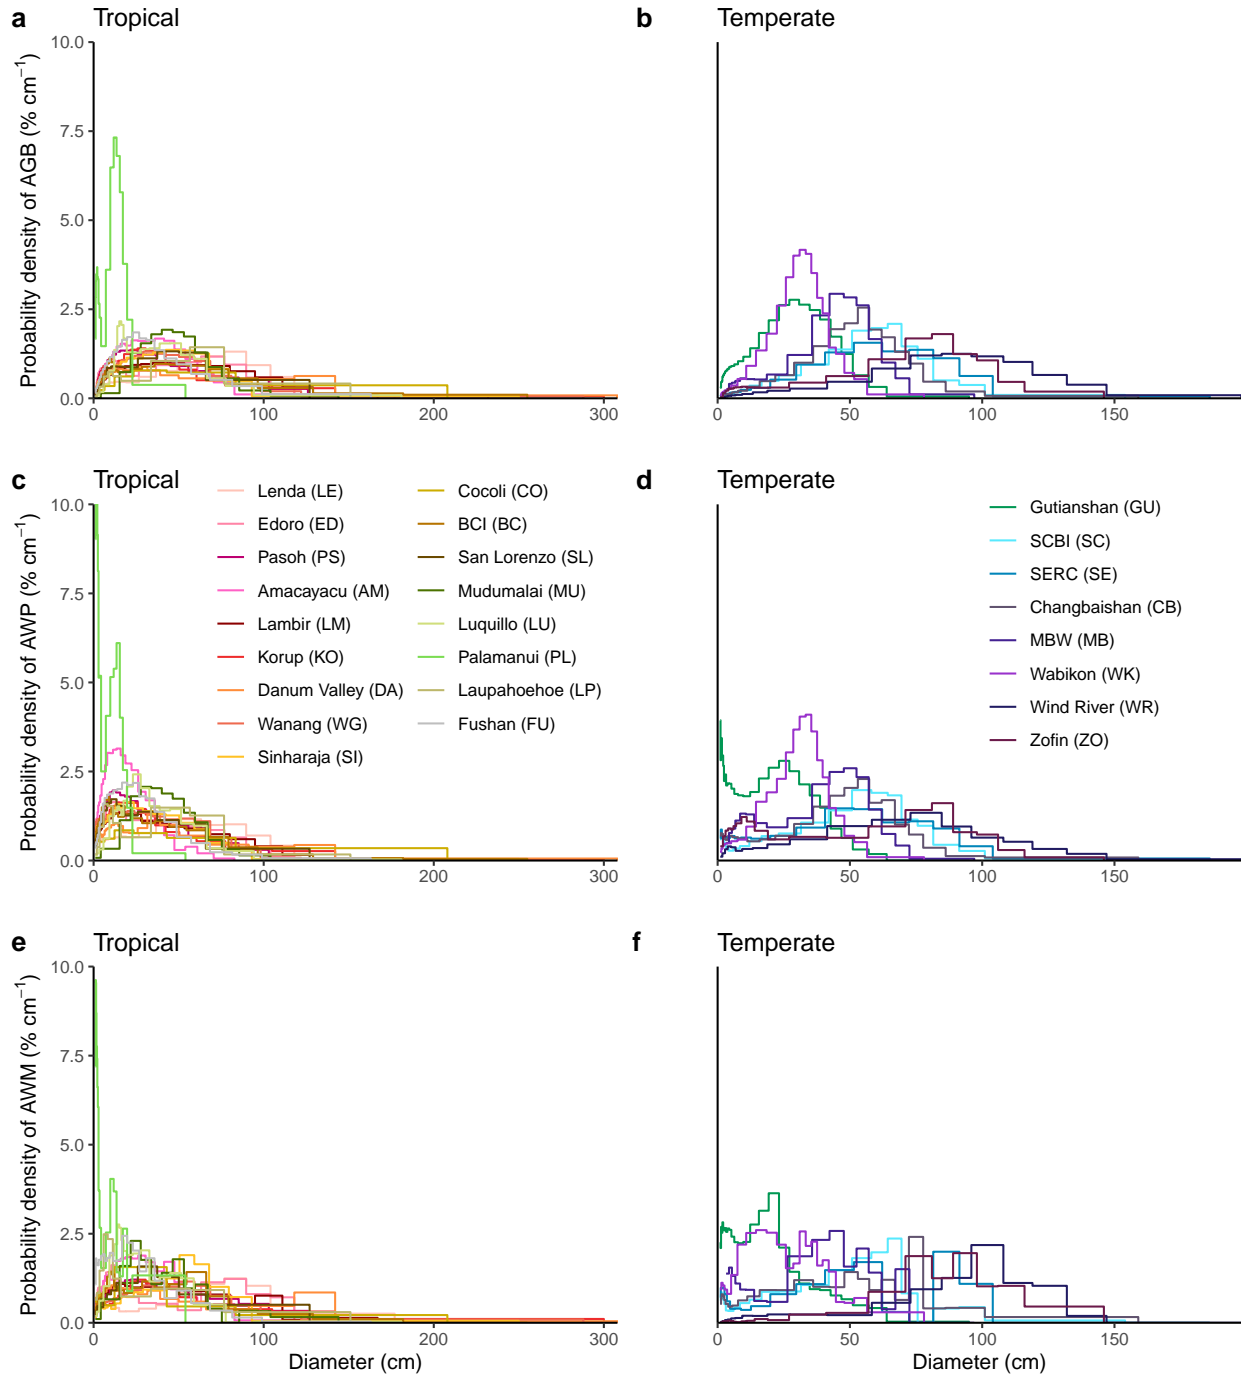 a Tropical
b Temperate
Probability density of AGB (% cm−1)
10.0
7.5
5.0
2.5
0.0
0 100 200 300
0 50 100 150
c Tropical
d Temperate
Probability density of AWP (% cm−1)
10.0
7.5
5.0
2.5
0.0
Lenda (LE)
Edoro (ED)
Pasoh (PS)
Amacayacu (AM)
Lambir (LM)
Korup (KO)
Danum Valley (DA)
Wanang (WG)
Sinharaja (SI)
Cocoli (CO)
BCI (BC)
San Lorenzo (SL)
Mudumalai (MU)
Luquillo (LU)
Palamanui (PL)
Laupahoehoe (LP)
Fushan (FU)
Gutianshan (GU)
SCBI (SC)
SERC (SE)
Changbaishan (CB)
MBW (MB)
Wabikon (WK)
Wind River (WR)
Zofin (ZO)
0 100 200 300
0 50 100 150
e Tropical
f Temperate
Probability density of AWM (% cm−1)
10.0
7.5
5.0
2.5
0.0
0 100 200 300
0 50 100 150
Diameter (cm)
Diameter (cm)